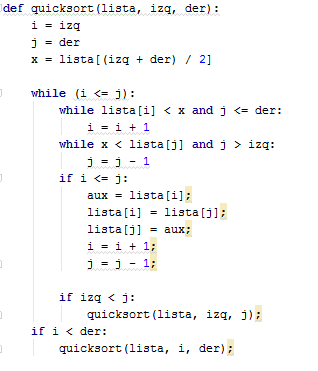 def quicksort(lista, izq, der):
    i = izq
    j = der
    x = lista[(izq + der) / 2]

    while (i <= j):
        while lista[i] < x and j <= der:
            i = i + 1
        while x < lista[j] and j > izq:
            j = j - 1
        if i <= j:
            aux = lista[i];
            lista[i] = lista[j];
            lista[j] = aux;
            i = i + 1;
            j = j - 1;

        if izq < j:
            quicksort(lista, izq, j);
    if i < der:
        quicksort(lista, i, der);